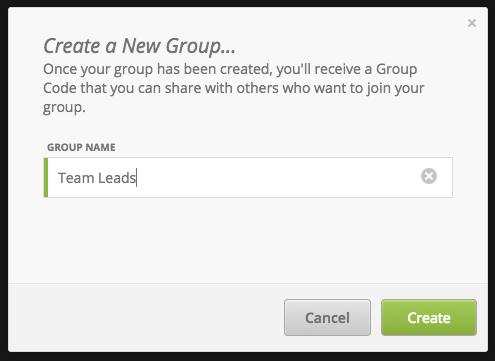 Create a New Group...
Once your group has been created, you'll receive a Group
Code that you can share with others who want to join your
group.
GROUP NAME
Team Leads
Cancel
Create